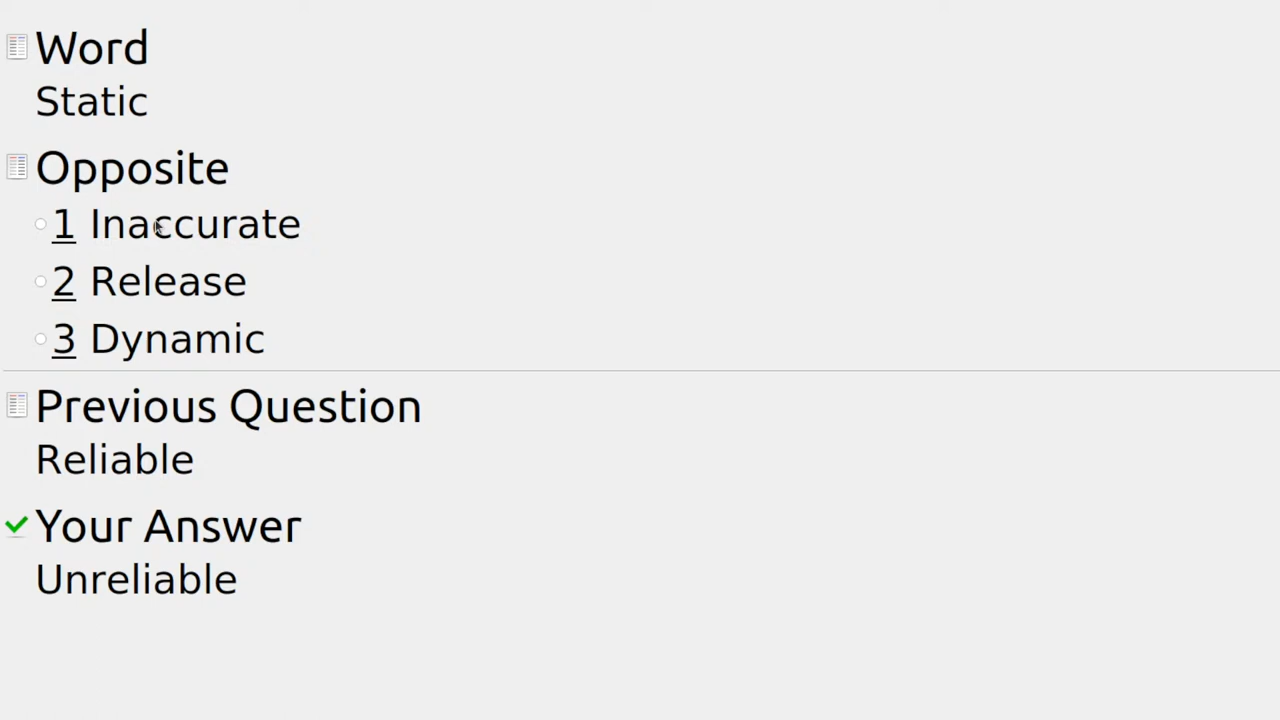 Word
Static
Opposite
1 Inaccurate
2 Release
3 Dynamic
Previous Question
Reliable
Your Answer
Unreliable